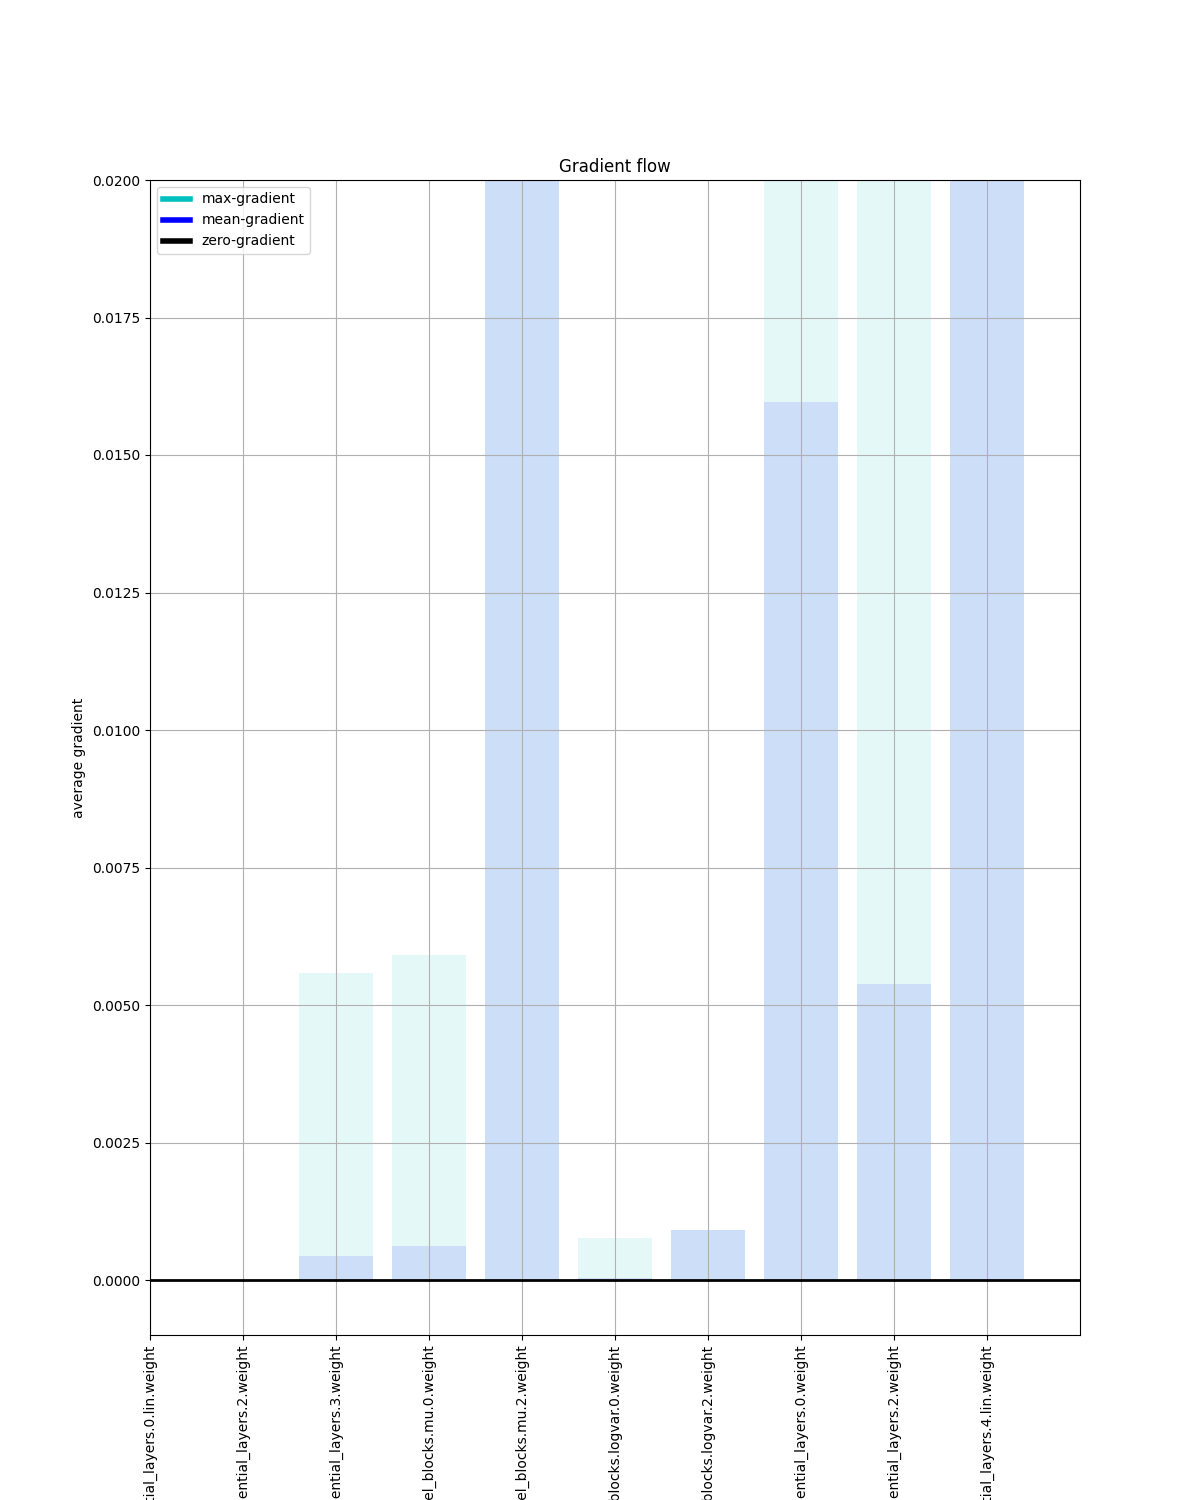 Gradient flow
max-gradient
mean-gradient
zero-gradient
average gradient
0.0200
0.0175
0.0150
0.0125
0.0100
0.0075
0.0050
0.0025
0.0000
tial_layers.0.lin.weight
ential_layers.2.weight
ential_layers.3.weight
el_blocks.mu.0.weight
el_blocks.mu.2.weight
blocks.logvar.0.weight
blocks.logvar.2.weight
ential_layers.0.weight
ential_layers.2.weight
tial_layers.4.lin.weight